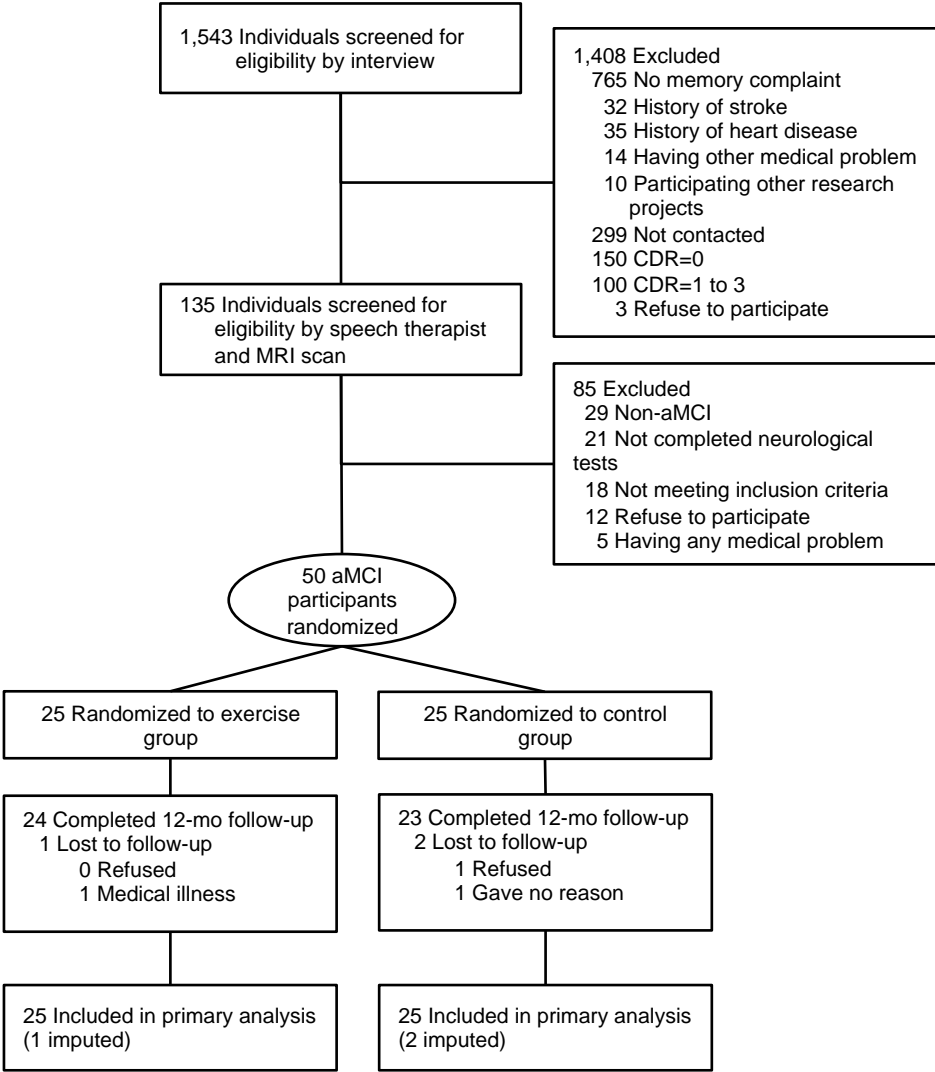 1,543 Individuals screened for
eligibility by interview
1,408 Excluded
765 No memory complaint
32 History of stroke
35 History of heart disease
14 Having other medical problem
10 Participating other research
projects
299 Not contacted
150 CDR=0
100 CDR=1 to 3
3 Refuse to participate
135 Individuals screened for
eligibility by speech therapist
and MRI scan
85 Excluded
29 Non-aMCI
21 Not completed neurological
tests
18 Not meeting inclusion criteria
12 Refuse to participate
5 Having any medical problem
50 aMCI
participants
randomized
25 Randomized to exercise
group
25 Randomized to control
group
24 Completed 12-mo follow-up
1 Lost to follow-up
0 Refused
1 Medical illness
23 Completed 12-mo follow-up
2 Lost to follow-up
1 Refused
1 Gave no reason
25 Included in primary analysis
(1 imputed)
25 Included in primary analysis
(2 imputed)